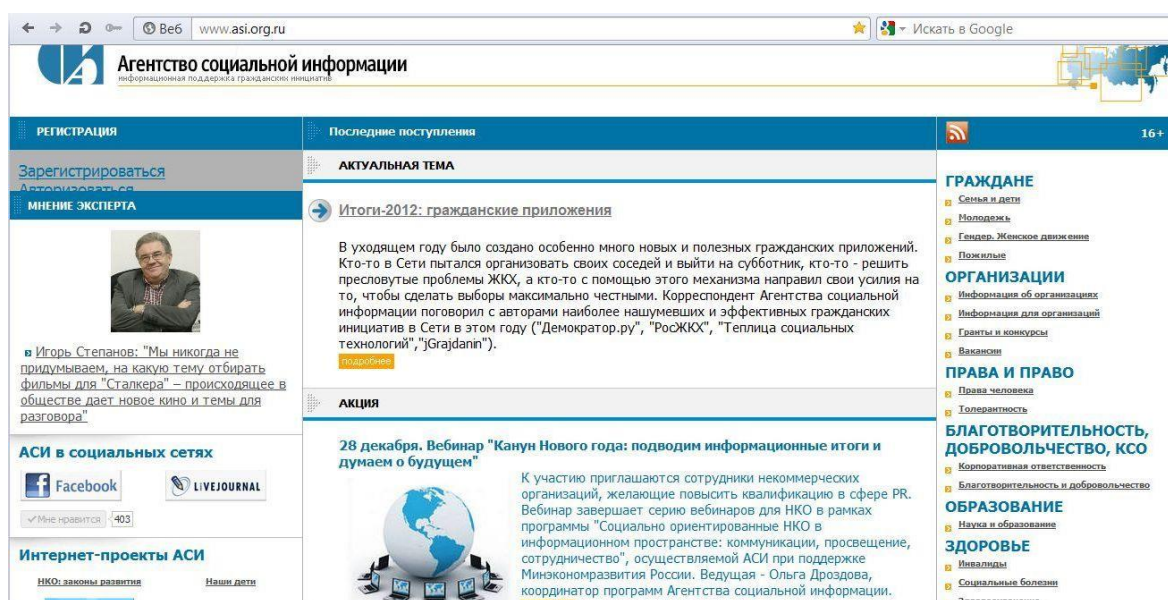 Веб www.asi.org.ru
Искать в Google
Агентство социальной информации
информационная поддержка гражданских инициатив
РЕГИСТРАЦИЯ
Зарегистрироваться
Авторизоваться
МНЕНИЕ ЭКСПЕРТА
Игорь Степанов: "Мы никогда не
придумываем, на какую тему отбирать
фильмы для "Сталкера" – происходящее в
обществе дает новое кино и темы для
разговора"
АСИ в социальных сетях
Facebook
LIVEJOURNAL
Мне нравится 403
Интернет-проекты АСИ
НКО: законы развития
Наши дети
Последние поступления
АКТУАЛЬНАЯ ТЕМА
Итоги-2012: гражданские приложения
В уходящем году было создано особенно много новых и полезных гражданских приложений.
Кто-то в Сети пытался организовать своих соседей и выйти на субботник, кто-то - решить
пресловутые проблемы ЖКХ, а кто-то с помощью этого механизма направил свои усилия на
то, чтобы сделать выборы максимально честными. Корреспондент Агентства социальной
информации поговорил с авторами наиболее нашумевших и эффективных гражданских
инициатив в Сети в этом году ("Демократор.ру", "РосЖКХ", "Теплица социальных
технологий","jGrajdanin").
подробнее
АКЦИЯ
28 декабря. Вебинар "Канун Нового года: подводим информационные итоги и
думаем о будущем"
К участию приглашаются сотрудники некоммерческих
организаций, желающие повысить квалификацию в сфере PR.
Вебинар завершает серию вебинаров для НКО в рамках
программы "Социально ориентированные НКО в
информационном пространстве: коммуникации, просвещение,
сотрудничество", осуществляемой АСИ при поддержке
Минэкономразвития России. Ведущая - Ольга Дроздова,
координатор программ Агентства социальной информации.
16+
ГРАЖДАНЕ
Семья и дети
Молодежь
Гендер. Женское движение
Пожилые
ОРГАНИЗАЦИИ
Информация об организациях
Информация для организаций
Гранты и конкурсы
Вакансии
ПРАВА И ПРАВО
Права человека
Толерантность
БЛАГОТВОРИТЕЛЬНОСТЬ,
ДОБРОВОЛЬЧЕСТВО, КСО
Корпоративная ответственность
Благотворительность и добровольчество
ОБРАЗОВАНИЕ
Наука и образование
ЗДОРОВЬЕ
Инвалиды
Социальные болезни